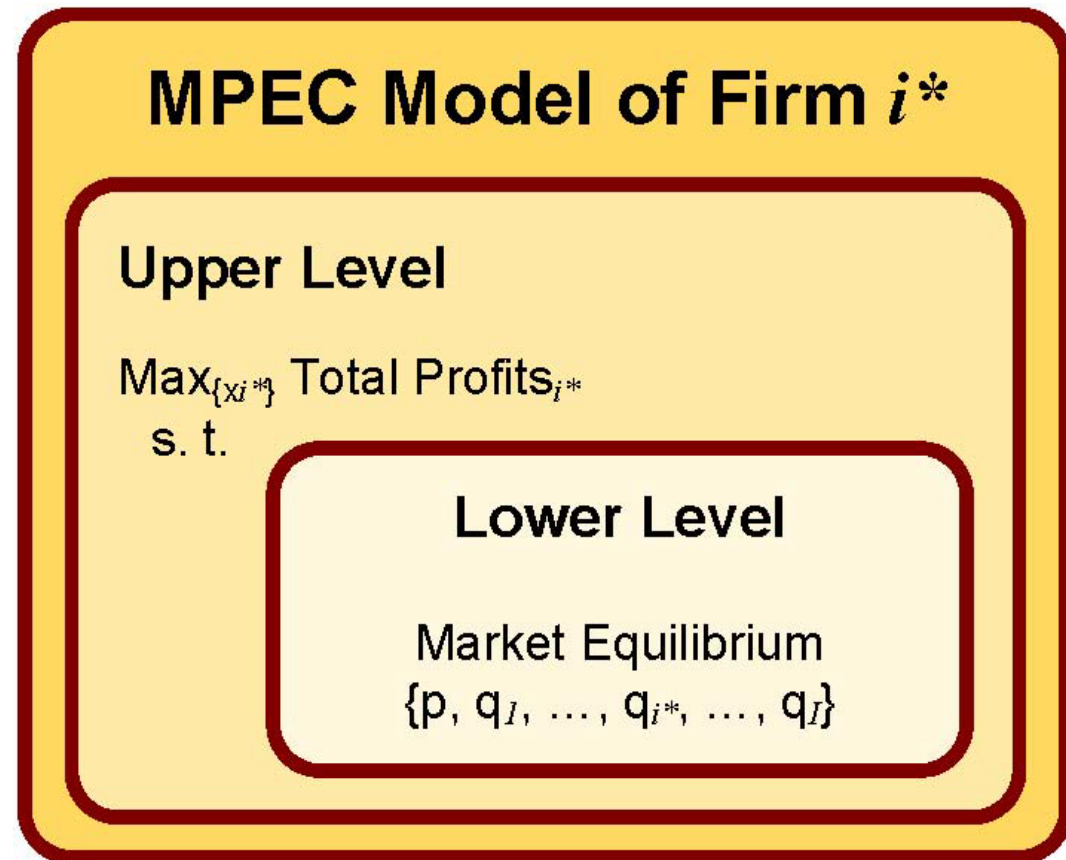 MPEC Model of Firm i*
Upper Level
Max{xi*} Total Profitsi*
s. t.
Lower Level
Market Equilibrium
{p, q1, ..., qi*, ..., qI}